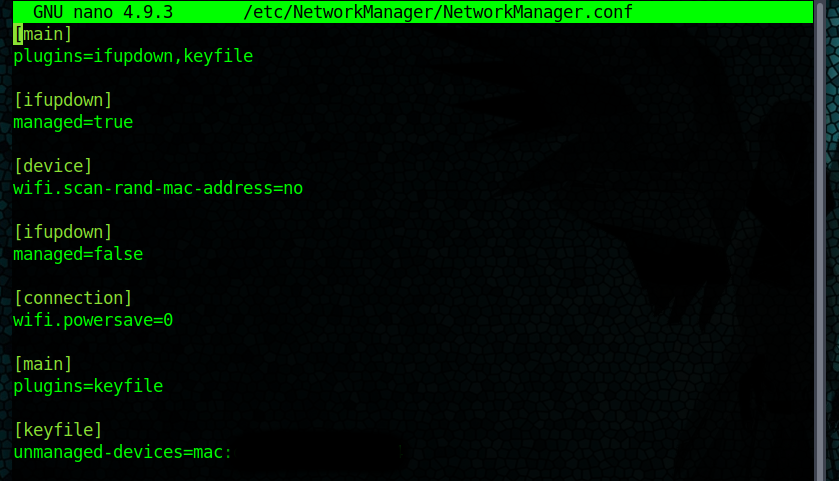 GNU nano 4.9.3 /etc/NetworkManager/NetworkManager.conf
[main]
plugins=ifupdown,keyfile
[ifupdown]
managed=true
[device]
wifi.scan-rand-mac-address=no
[ifupdown]
managed=false
[connection]
wifi.powersave=0
[main]
plugins=keyfile
[keyfile]
unmanaged-devices=mac: